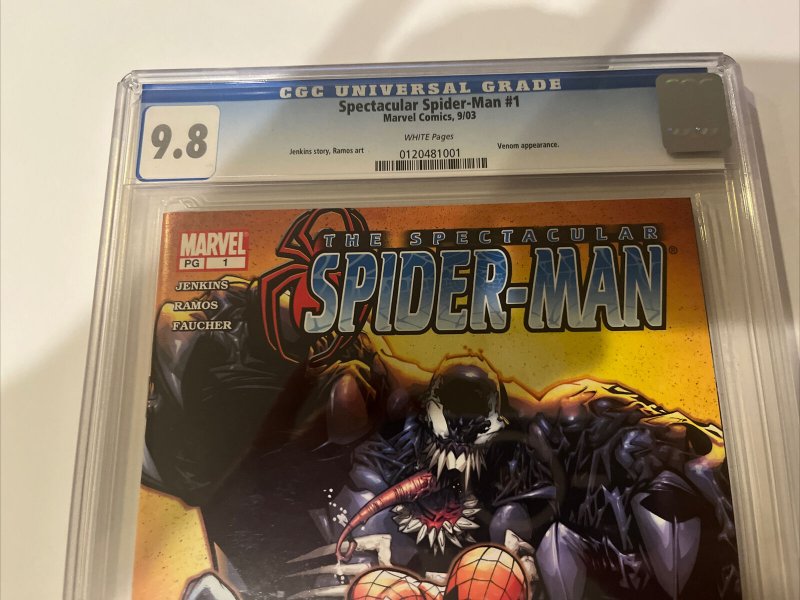 CGC UNIVERSAL GRADE
9.8
Spectacular Spider-Man #1
Marvel Comics, 9/03
WHITE Pages
Jenkins story, Ramos art
Venom appearance.
0120481001
MARVEL
PG 1
JENKINS
RAMOS
FAUCHER
THE SPECTACULAR
SPIDER-MAN®